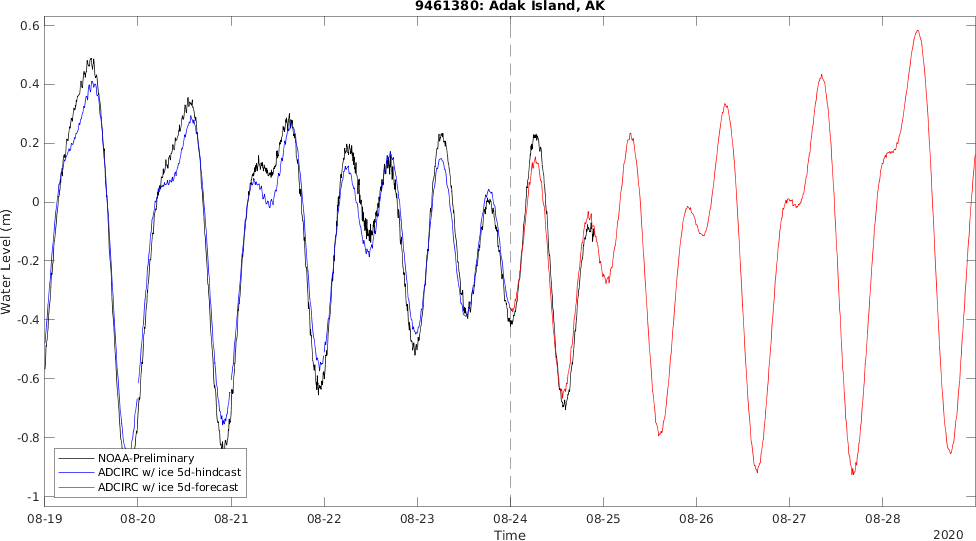 9461380: Adak Island, AK
0.6
0.4
0.2
0
-0.2
-0.4
-0.6
-0.8
-1
Water Level (m)
NOAA-Preliminary
ADCIRC w/ ice 5d-hindcast
ADCIRC w/ ice 5d-forecast
08-19 08-20 08-21 08-22 08-23 08-24 08-25 08-26 08-27 08-28
Time
2020